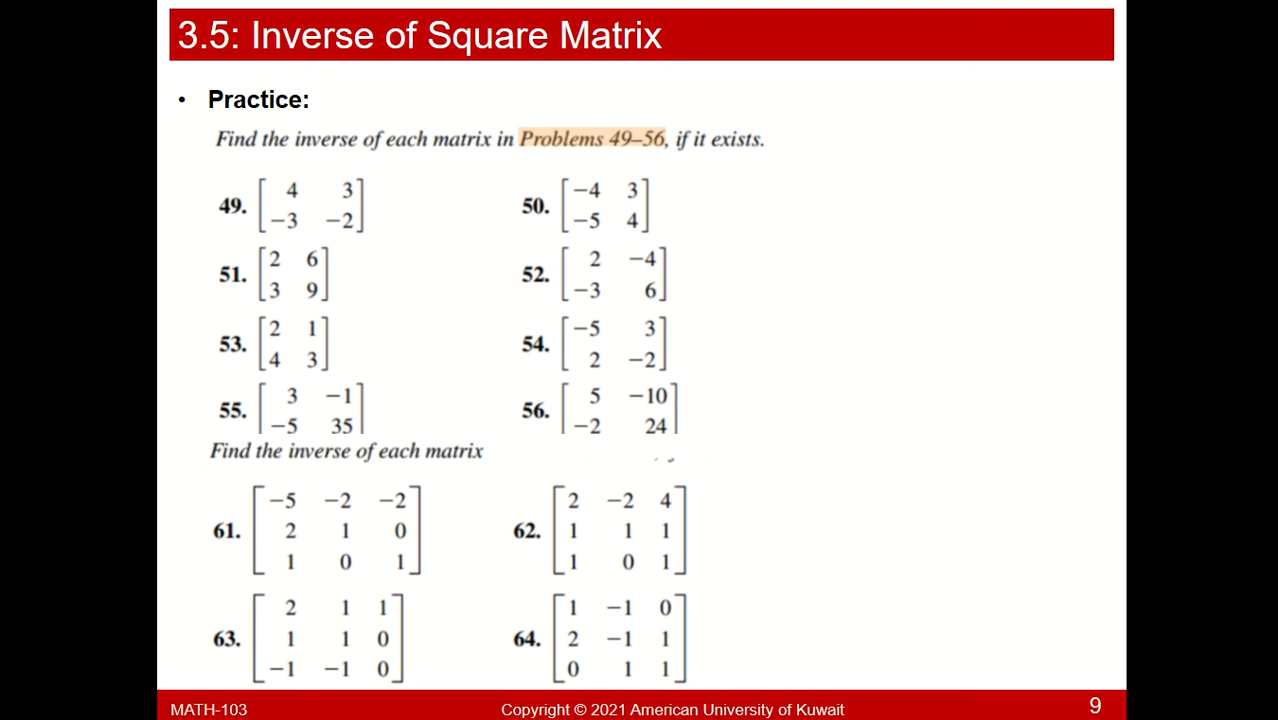 3.5: Inverse of Square Matrix
• Practice:
Find the inverse of each matrix in Problems 49–56, if it exists.
49. [ 4 3
−3 −2 ]
50. [ −4 3
−5 4 ]
51. [ 2 6
3 9 ]
52. [ 2 −4
−3 6 ]
53. [ 2 1
4 3 ]
54. [ −5 3
2 −2 ]
55. [ 3 −1
−5 35 ]
56. [ 5 −10
−2 24 ]
Find the inverse of each matrix
61. [ −5 −2 −2
2 1 0
1 0 1 ]
62. [ 2 −2 4
1 1 1
1 0 1 ]
63. [ 2 1 1
1 1 0
−1 −1 0 ]
64. [ 1 −1 0
2 −1 1
0 1 1 ]
MATH-103
Copyright © 2021 American University of Kuwait
9